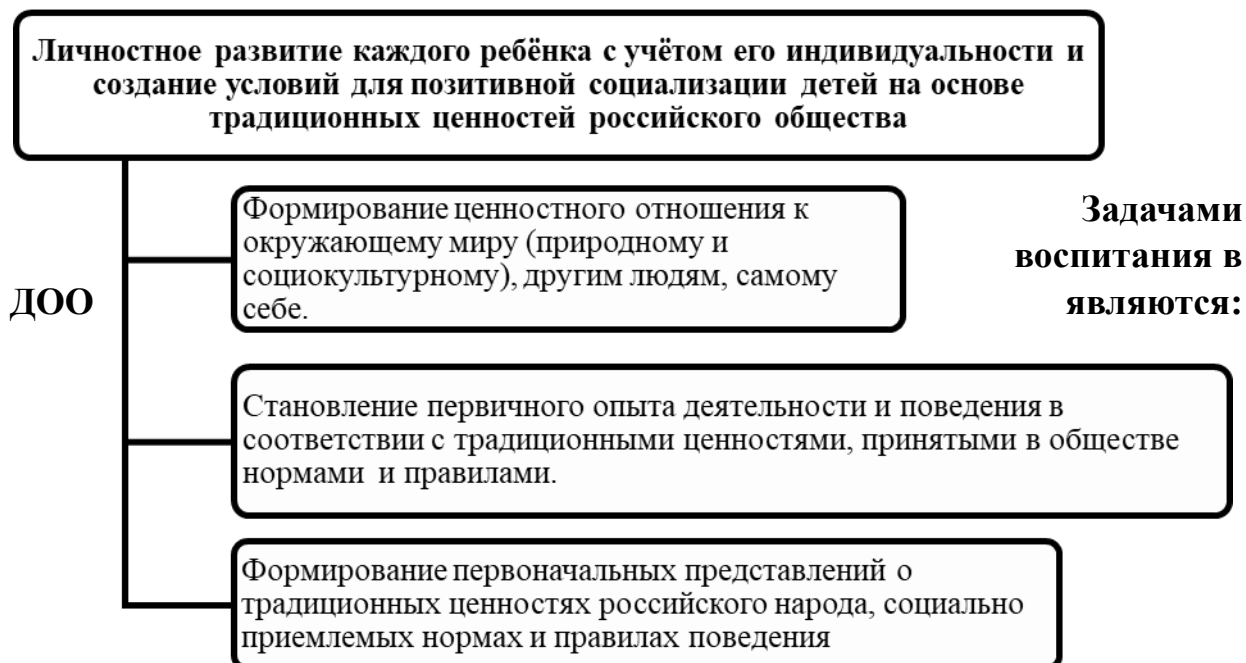 Личностное развитие каждого ребёнка с учётом его индивидуальности и
создание условий для позитивной социализации детей на основе
традиционных ценностей российского общества
Формирование ценностного отношения к
окружающему миру (природному и
социокультурному), другим людям, самому
себе.
Задачами
воспитания в
ДОО
являются:
Становление первичного опыта деятельности и поведения в
соответствии с традиционными ценностями, принятыми в обществе
нормами и правилами.
Формирование первоначальных представлений о
традиционных ценностях российского народа, социально
приемлемых нормах и правилах поведения